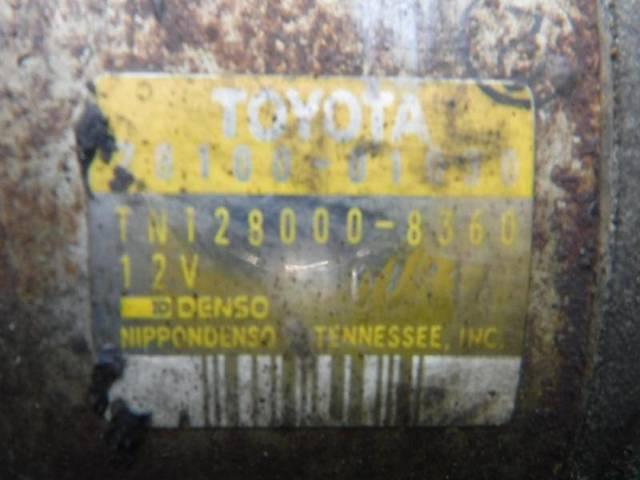 TOYOTA
TN128000-8360
12V
DENSO
NIPPONDENSO TENNESSEE, INC.